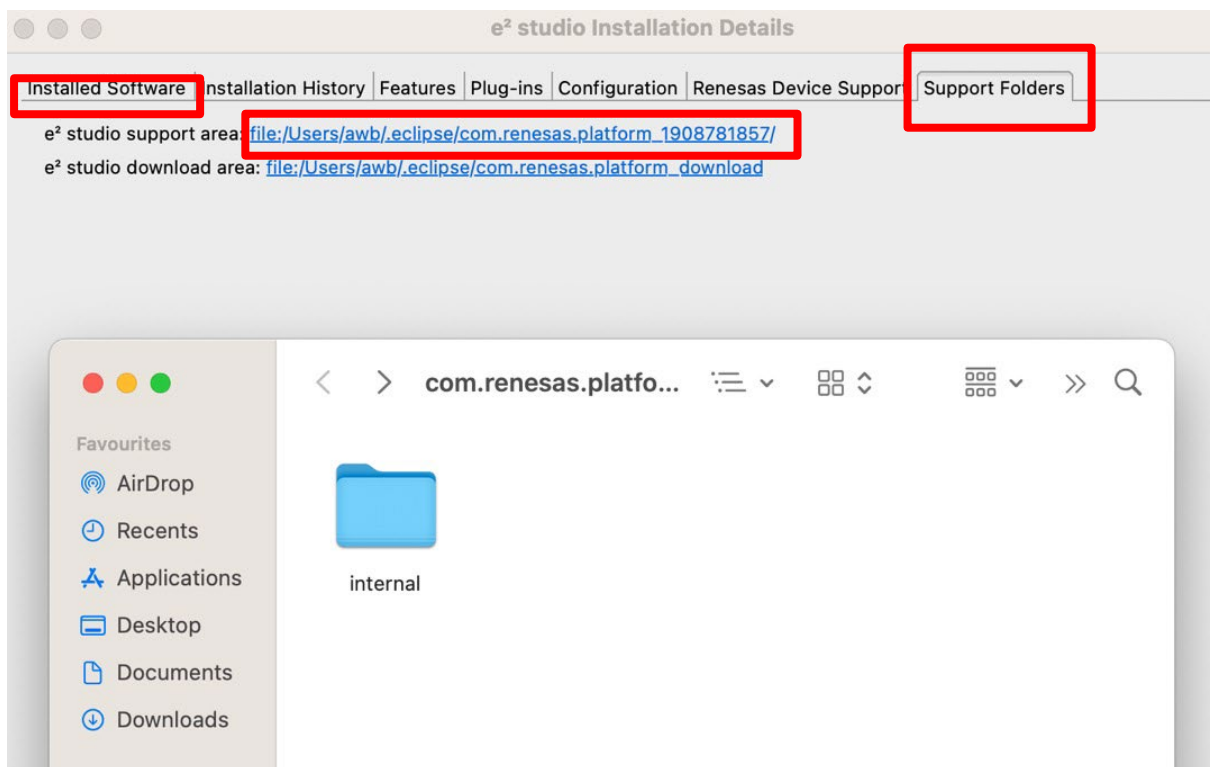 e² studio Installation Details
Installed Software Installation History Features Plug-ins Configuration Renesas Device Support Support Folders
e² studio support area: file:/Users/awb/.eclipse/com.renesas.platform_1908781857/
e² studio download area: file:/Users/awb/.eclipse/com.renesas.platform_download
com.renesas.platfo...
Favourites
AirDrop
Recents
Applications
Desktop
Documents
Downloads
internal